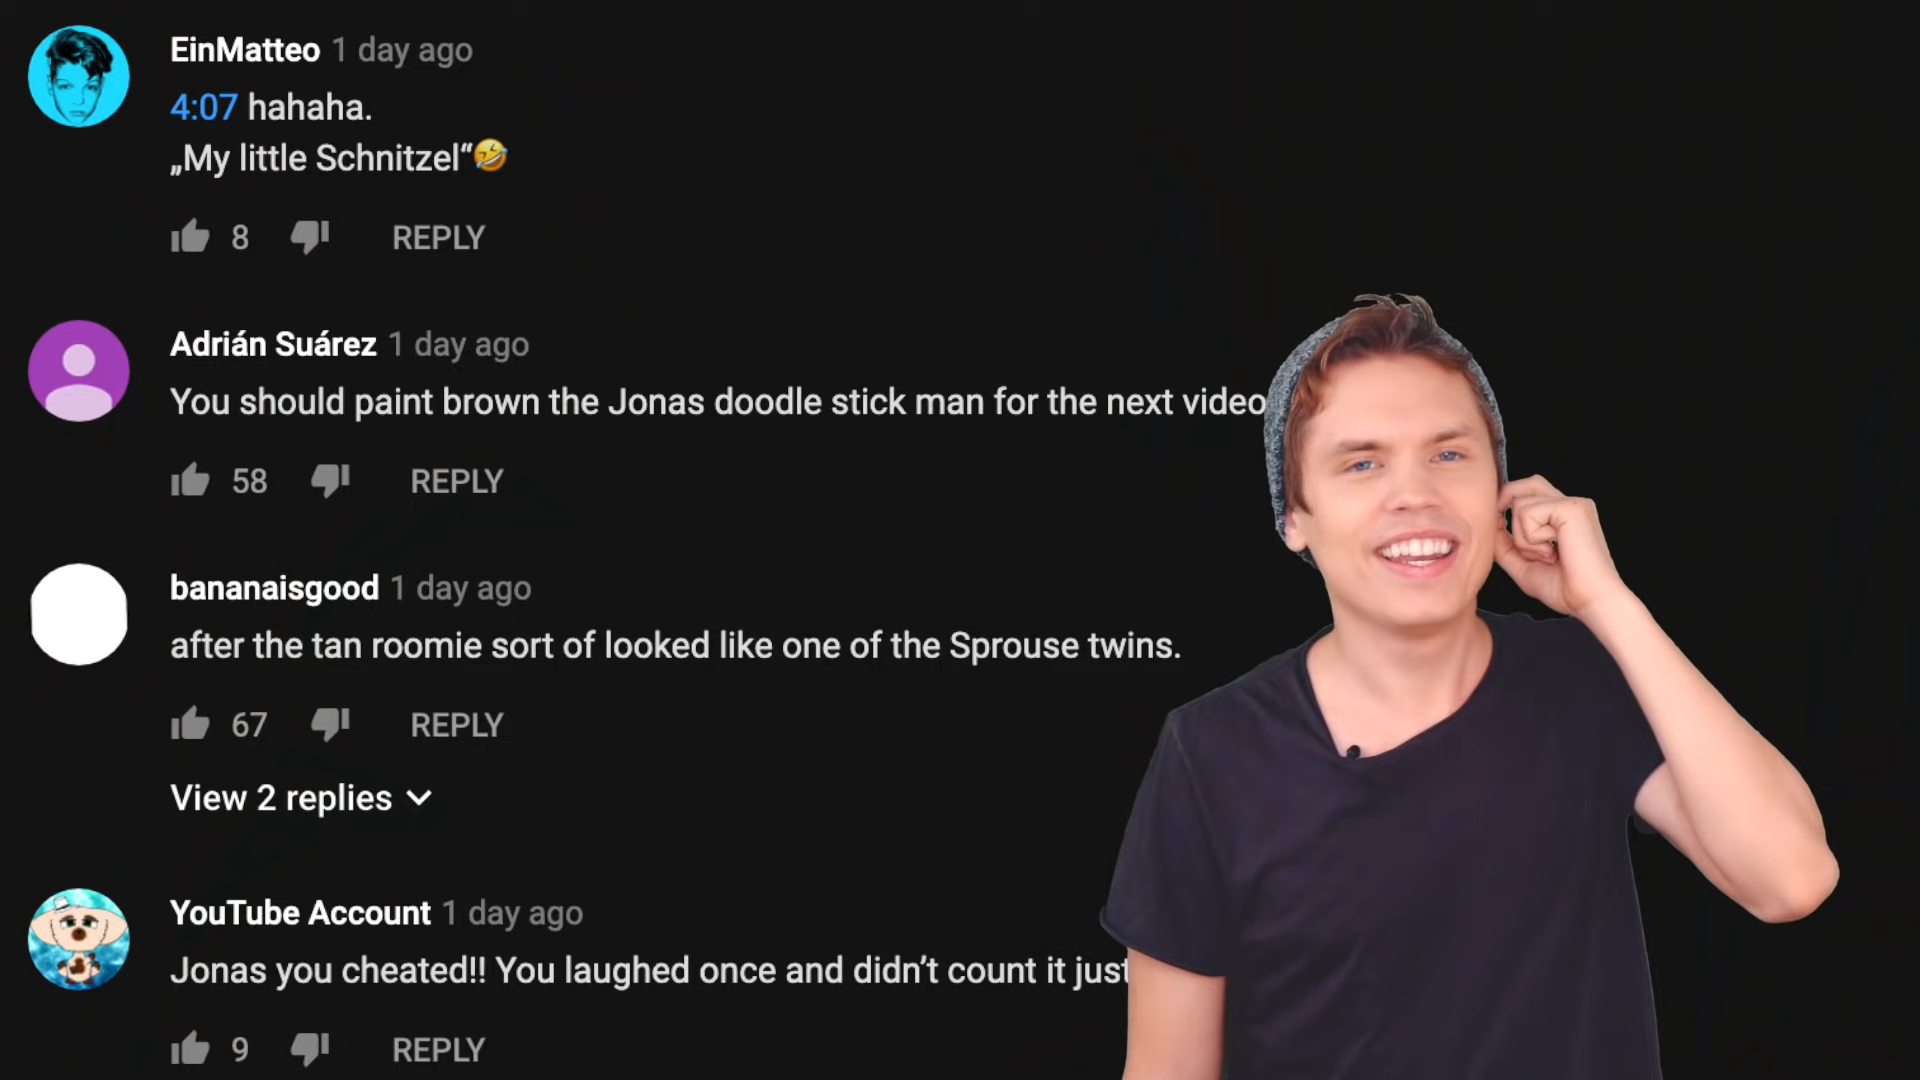 EinMatteo 1 day ago
4:07 hahaha.
„My little Schnitzel“🤣
8 REPLY
Adrián Suárez 1 day ago
You should paint brown the Jonas doodle stick man for the next video
58 REPLY
bananaisgood 1 day ago
after the tan roomie sort of looked like one of the Sprouse twins.
67 REPLY
View 2 replies
YouTube Account 1 day ago
Jonas you cheated!! You laughed once and didn’t count it just
9 REPLY